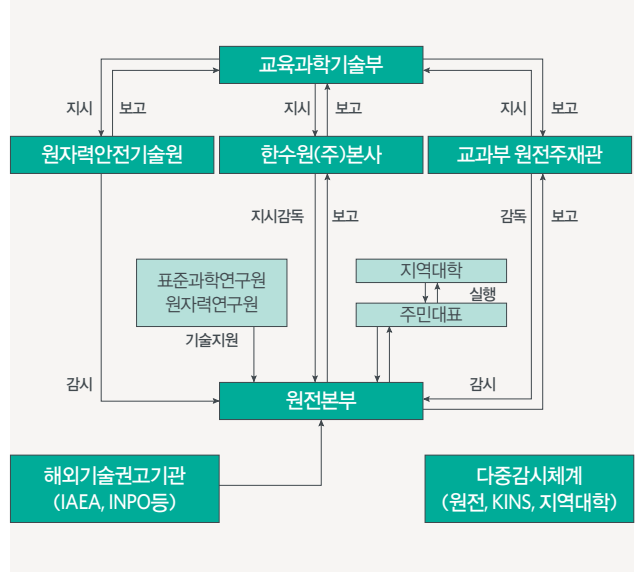 교육과학기술부
지시
보고
지시
보고
지시
보고
원자력안전기술원
한수원(주)본사
교과부 원전주재관
지시감독
보고
감독
보고
표준과학연구원
원자력연구원
지역대학
실행
주민대표
기술지원
감시
감시
원전본부
해외기술권고기관
(IAEA, INPO등)
다중감시체계
(원전, KINS, 지역대학)